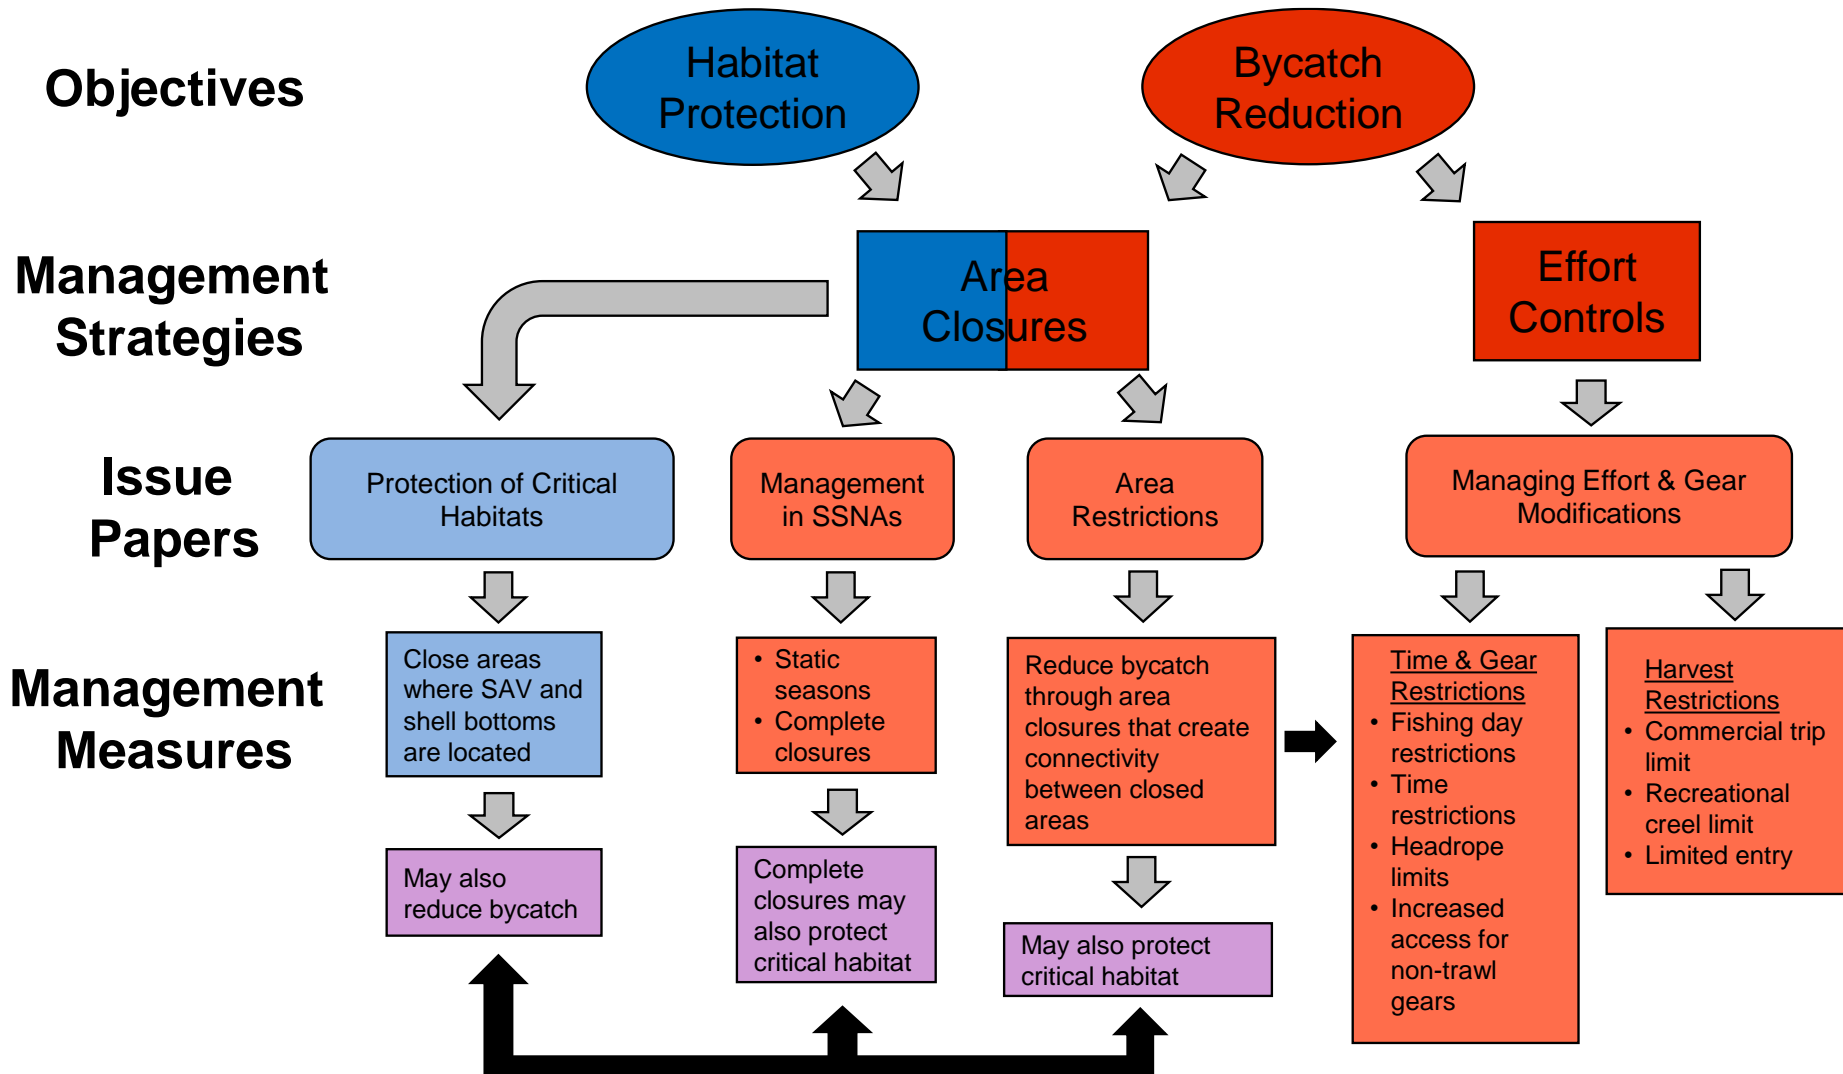 Objectives
Habitat
Protection
Bycatch
Reduction
Management
Strategies
Area
Closures
Effort
Controls
Issue
Papers
Protection of Critical
Habitats
Management
in SSNAs
Area
Restrictions
Managing Effort & Gear
Modifications
Management
Measures
Close areas
where SAV and
shell bottoms
are located
• Static
seasons
• Complete
closures
Reduce bycatch
through area
closures that create
connectivity
between closed
areas
Time & Gear
Restrictions
• Fishing day
restrictions
• Time
restrictions
• Headrope
limits
• Increased
access for
non-trawl
gears
Harvest
Restrictions
• Commercial trip
limit
• Recreational
creel limit
• Limited entry
May also
reduce bycatch
Complete
closures may
also protect
critical habitat
May also protect
critical habitat